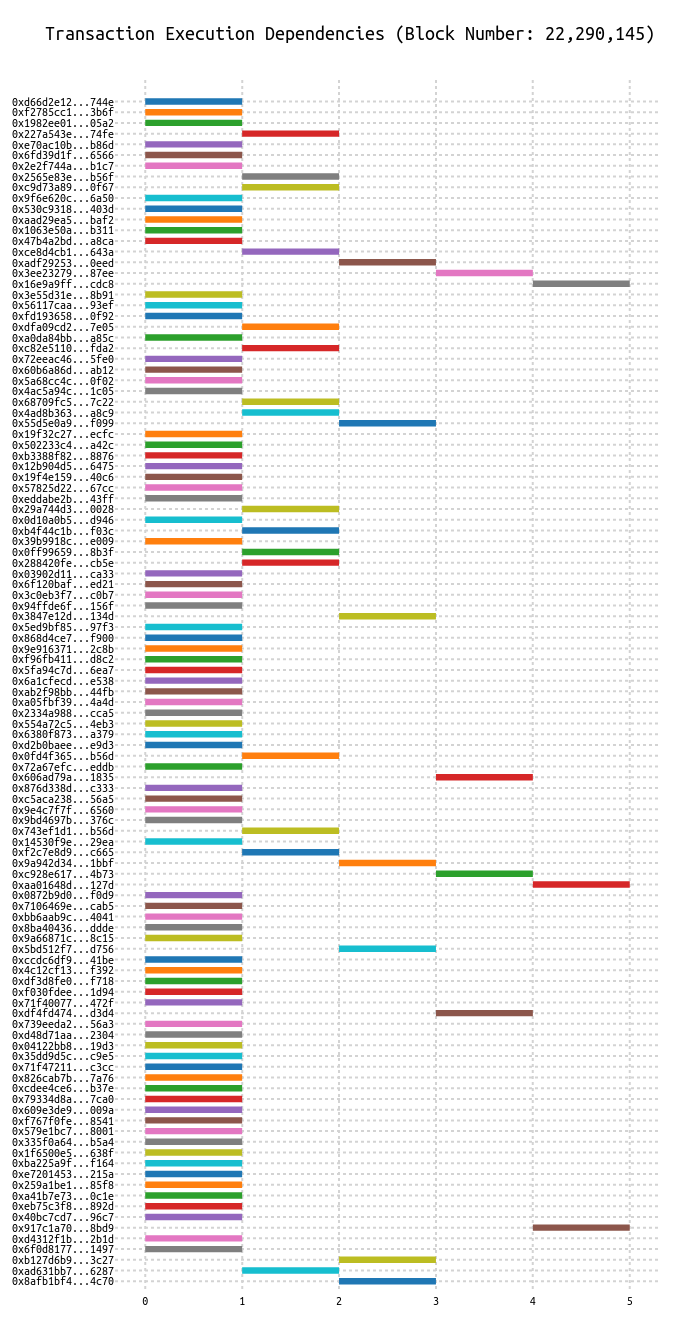 Transaction Execution Dependencies (Block Number: 22,290,145)
0xd66d2e12...744e
0xf2785cc1...3b6f
0x1982ee01...05a2
0x227a543e...74fe
0xe70ac10b...b86d
0x6fd39d1f...6566
0x2e2f744a...b1c7
0x2565e83e...b56f
0xc9d73a89...0f67
0x9f6e620c...6a50
0x530c9318...403d
0xaad29ea5...baf2
0x1063e50a...b311
0x47b4a2bd...a8ca
0xce8d4cb1...643a
0xadf29253...0eed
0x3ee23279...87ee
0x16e9a9ff...cdc8
0x3e55d31e...8b91
0x56117caa...93ef
0xfd193658...0f92
0xdfa09cd2...7e05
0xa0da84bb...a85c
0xc82e5110...fda2
0x72eeac46...5fe0
0x60b6a86d...ab12
0x5a68cc4c...0f02
0x4ac5a94c...1c05
0x68709fc5...7c22
0x4ad8b363...a8c9
0x55d5e0a9...f099
0x19f32c27...ecfc
0x502233c4...a42c
0xb3388f82...8876
0x12b904d5...6475
0x19f4e159...40c6
0x57825d22...67cc
0xeddabe2b...43ff
0x29a744d3...0028
0x0d10a0b5...d946
0xb4f44c1b...f03c
0x39b9918c...e009
0x0ff99659...8b3f
0x288420fe...cb5e
0x03902d11...ca33
0x6f120baf...ed21
0x3c0eb3f7...c0b7
0x94ffde6f...156f
0x3847e12d...134d
0x5ed9bf85...97f3
0x868d4ce7...f900
0x9e916371...2c8b
0xf96fb411...d8c2
0x5fa94c7d...6ea7
0x6a1cfecd...e538
0xab2f98bb...44fb
0xa05fbf39...4a4d
0x2334a988...cca5
0x554a72c5...4eb3
0x6380f873...a379
0xd2b0baee...e9d3
0x0fd4f365...b56d
0x72a67efc...eddb
0x606ad79a...1835
0x876d338d...c333
0xc5aca238...56a5
0x9e4c7f7f...6560
0x9bd4697b...376c
0x743ef1d1...b56d
0x14530f9e...29ea
0xf2c7e8d9...c665
0x9a942d34...1bbf
0xc928e617...4b73
0xaa01648d...127d
0x0872b9d0...f0d9
0x7106469e...cab5
0xbb6aab9c...4041
0x8ba40436...ddde
0x9a66871c...8c15
0x5bd512f7...d756
0xccdc6df9...41be
0x4c12cf13...f392
0xdf3d8fe0...f718
0xf030fdee...1d94
0x71f40077...472f
0xdf4fd474...d3d4
0x739eeda2...56a3
0xd48d71aa...2304
0x04122bb8...19d3
0x35dd9d5c...c9e5
0x71f47211...c3cc
0x826cab7b...7a76
0xcdee4ce6...b37e
0x79334d8a...7ca0
0x609e3de9...009a
0xf767f0fe...8541
0x579e1bc7...8001
0x335f0a64...b5a4
0x1f6500e5...638f
0xba225a9f...f164
0xe7201453...215a
0x259a1be1...85f8
0xa41b7e73...0c1e
0xeb75c3f8...892d
0x40bc7cd7...96c7
0x917c1a70...8bd9
0xd4312f1b...2b1d
0x6f0d8177...1497
0xb127d6b9...3c27
0xad631bb7...6287
0x8afb1bf4...4c70
0 1 2 3 4 5